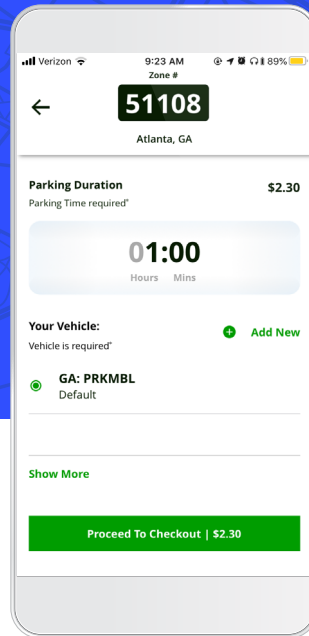 Verizon 9:23 AM 89%
Zone #
51108
Atlanta, GA
Parking Duration $2.30
Parking Time required*
01:00
Hours Mins
Your Vehicle: Add New
Vehicle is required*
GA: PRKMBL
Default
Show More
Proceed To Checkout | $2.30